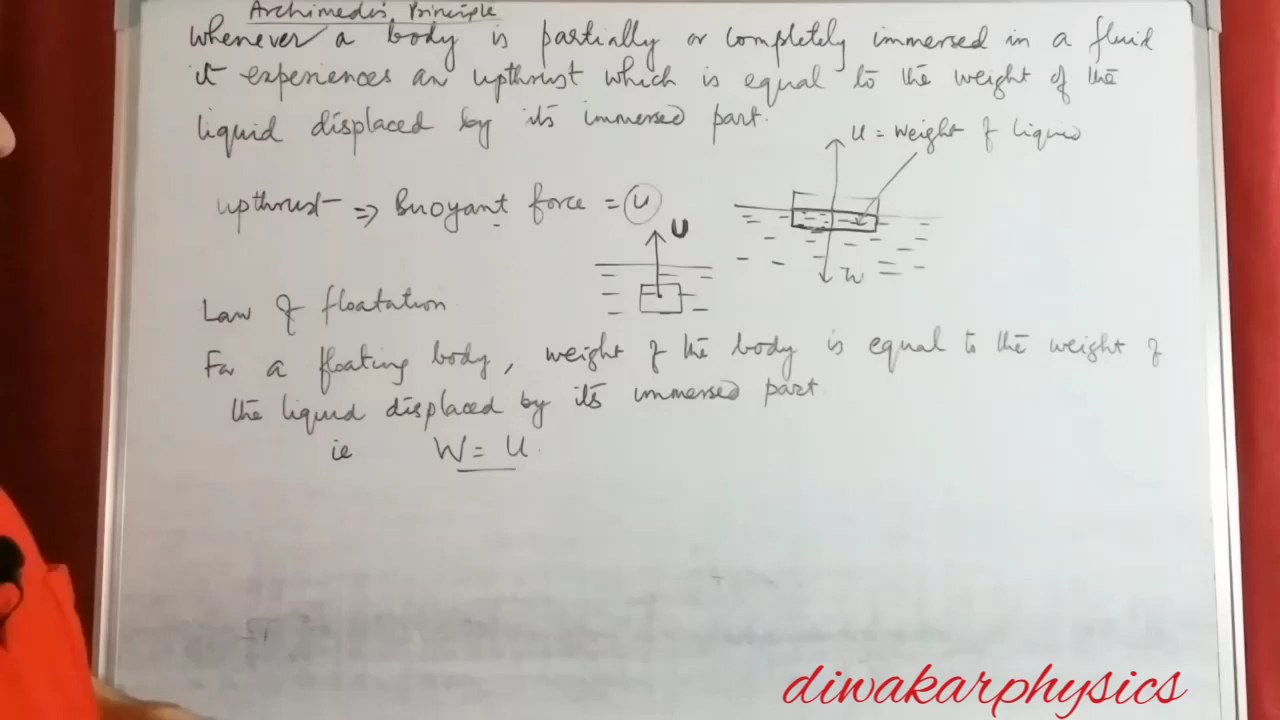 Archimedis Principle
Whenever a body is partially or completely immersed in a fluid
it experiences an upthrust which is equal to the weight of the
liquid displaced by its immersed part.
U = Weight of liquid
upthrust ⇒ Buoyant force = U
U
W
Law of floatation
For a floating body, weight of the body is equal to the weight of
the liquid displaced by its immersed part.
ie W = U.
diwakarphysics